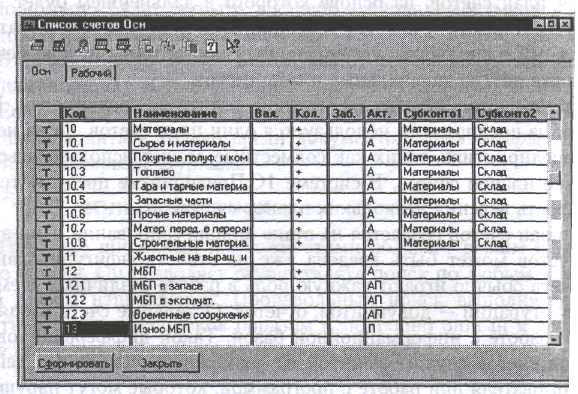 Список счетов Осн
Осн Рабочий
Код Наименование Вал. Кол. Заб. Акт. Субконто1 Субконто2
10 Материалы + А Материалы Склад
10.1 Сырье и материалы + А Материалы Склад
10.2 Покупные полуф. и ком + А Материалы Склад
10.3 Топливо + А Материалы Склад
10.4 Тара и тарные материа + А Материалы Склад
10.5 Запасные части + А Материалы Склад
10.6 Прочие материалы + А Материалы Склад
10.7 Матер. перед. в перера + А Материалы Склад
10.8 Строительные материа. + А Материалы Склад
11 Животные на выращ. и А
12 МБП + А
12.1 МБП в запасе + АП
12.2 МБП в эксплуат. АП
12.3 Временные сооружения АП
13 Износ МБП П
Сформировать Закрыть